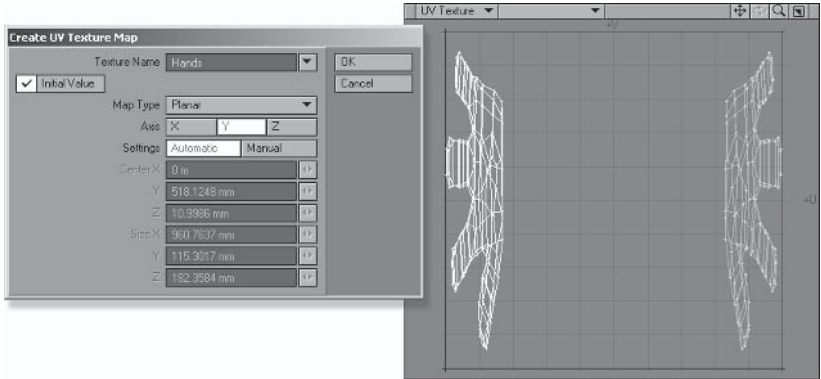 UV Texture
+V
+U
Create UV Texture Map
Texture Name Hands
OK
Initial Value
Cancel
Map Type Planar
Axis X Y Z
Settings Automatic Manual
Center X 0 m
Y 518.1248 mm
Z 10.9986 mm
Size X 960.7637 mm
Y 115.3017 mm
Z 182.3584 mm